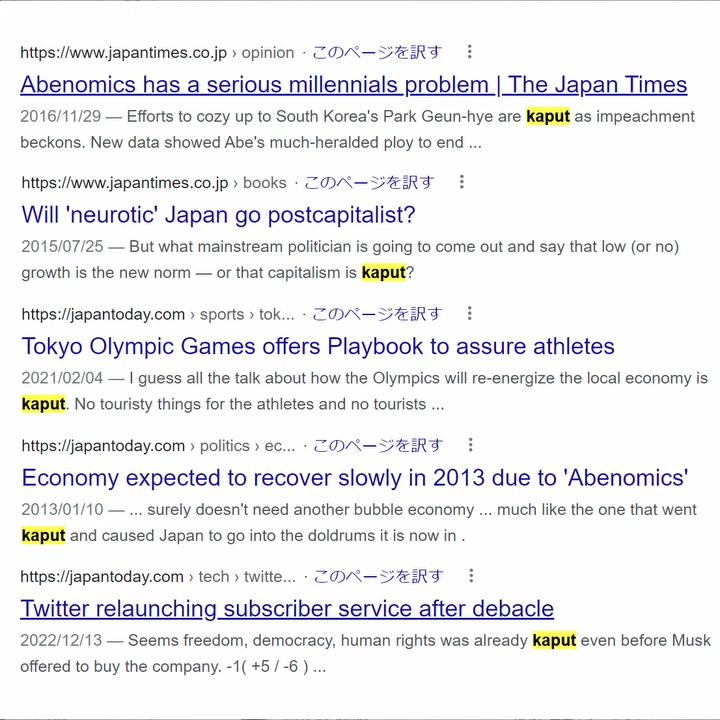 https://www.japantimes.co.jp › opinion · このページを訳す
Abenomics has a serious millennials problem | The Japan Times
2016/11/29 — Efforts to cozy up to South Korea's Park Geun-hye are kaput as impeachment
beckons. New data showed Abe's much-heralded ploy to end ...
https://www.japantimes.co.jp › books · このページを訳す
Will 'neurotic' Japan go postcapitalist?
2015/07/25 — But what mainstream politician is going to come out and say that low (or no)
growth is the new norm — or that capitalism is kaput?
https://japantoday.com › sports › tok... · このページを訳す
Tokyo Olympic Games offers Playbook to assure athletes
2021/02/04 — I guess all the talk about how the Olympics will re-energize the local economy is
kaput. No touristy things for the athletes and no tourists ...
https://japantoday.com › politics › ec... · このページを訳す
Economy expected to recover slowly in 2013 due to 'Abenomics'
2013/01/10 — ... surely doesn't need another bubble economy ... much like the one that went
kaput and caused Japan to go into the doldrums it is now in .
https://japantoday.com › tech › twitte... · このページを訳す
Twitter relaunching subscriber service after debacle
2022/12/13 — Seems freedom, democracy, human rights was already kaput even before Musk
offered to buy the company. -1( +5 / -6 ) ...